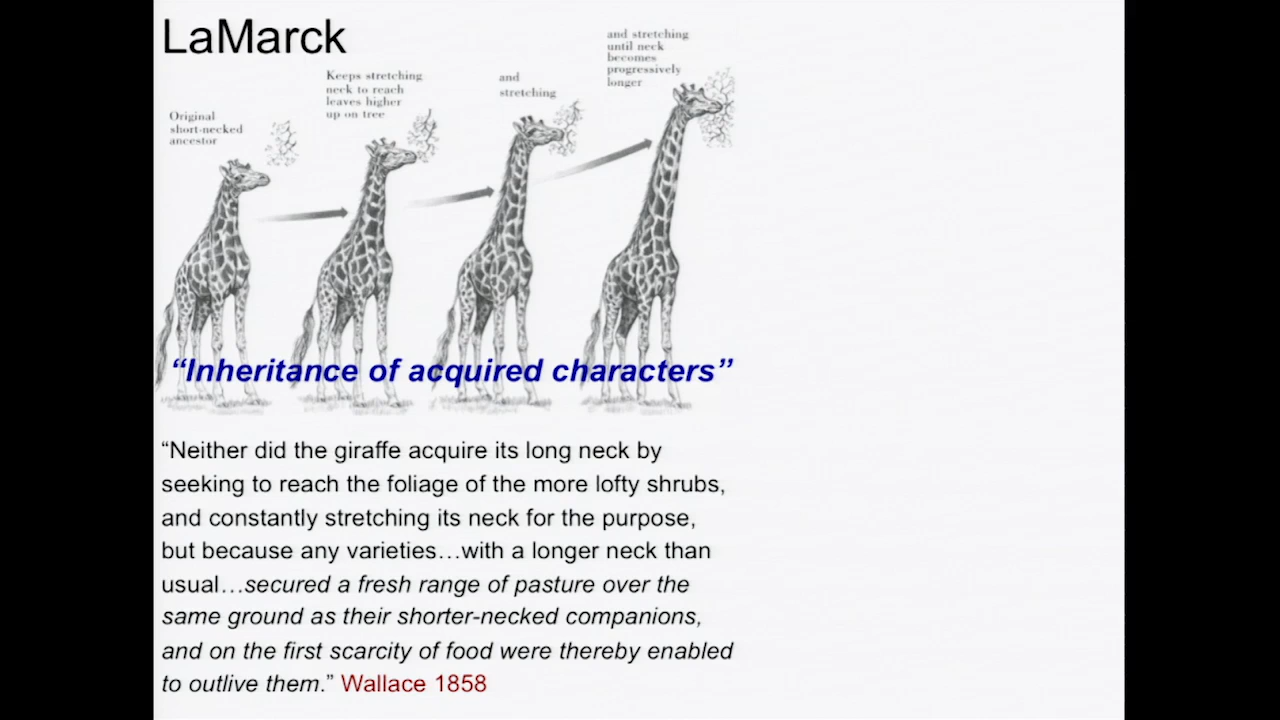 LaMarck
Original
short-necked
ancestor
Keeps stretching
neck to reach
leaves higher
up on tree
and
stretching
and stretching
until neck
becomes
progressively
longer
“Inheritance of acquired characters”
“Neither did the giraffe acquire its long neck by
seeking to reach the foliage of the more lofty shrubs,
and constantly stretching its neck for the purpose,
but because any varieties…with a longer neck than
usual…secured a fresh range of pasture over the
same ground as their shorter-necked companions,
and on the first scarcity of food were thereby enabled
to outlive them.” Wallace 1858